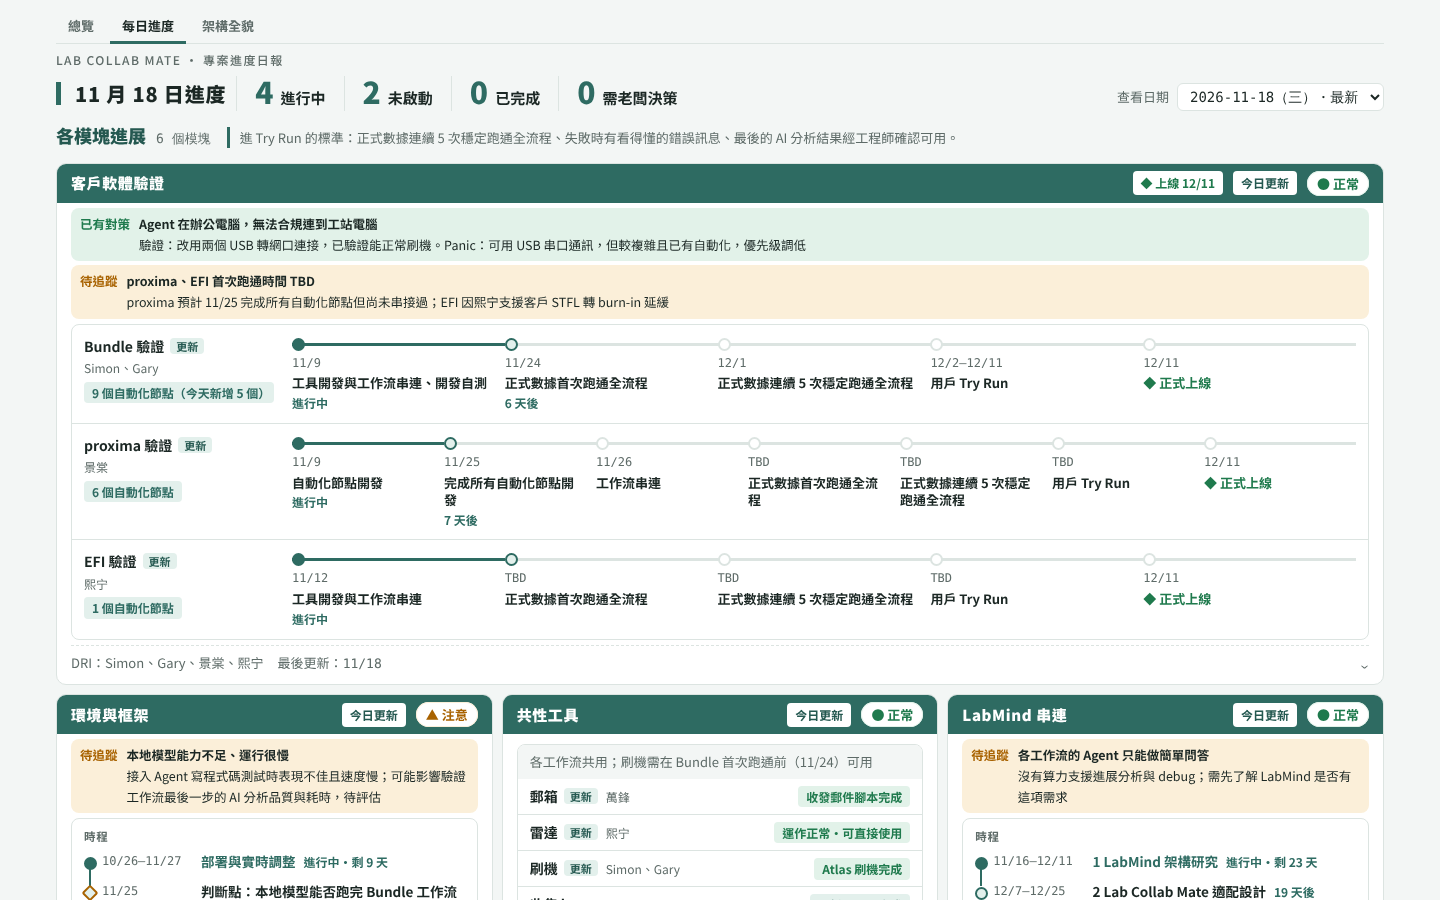 總覽 每日進度 架構全貌
LAB COLLAB MATE • 專案進度日報
11 月 18 日進度 4 進行中 2 未啟動 0 已完成 0 需老闆決策 查看日期 2026-11-18（三）・最新
各模塊進展 6 個模塊 進 Try Run 的標準：正式數據連續 5 次穩定跑通全流程、失敗時有看得懂的錯誤訊息、最後的 AI 分析結果經工程師確認可用。
客戶軟體驗證 ◆ 上線 12/11 今日更新 ● 正常
已有對策 Agent 在辦公電腦，無法合規連到工站電腦
驗證：改用兩個 USB 轉網口連接，已驗證能正常刷機。Panic：可用 USB 串口通訊，但較複雜且已有自動化，優先級調低
待追蹤 proxima、EFI 首次跑通時間 TBD
proxima 預計 11/25 完成所有自動化節點但尚未串接過；EFI 因熙宁支援客戶 STFL 轉 burn-in 延緩
Bundle 驗證 更新
Simon、Gary
9 個自動化節點（今天新增 5 個）
11/9 11/24 12/1 12/2–12/11 12/11
工具開發與工作流串連、開發自測 正式數據首次跑通全流程 正式數據連續 5 次穩定跑通全流程 用戶 Try Run ◆ 正式上線
進行中 6 天後
proxima 驗證 更新
景棠
6 個自動化節點
11/9 11/25 11/26 TBD TBD TBD 12/11
自動化節點開發 完成所有自動化節點開發 工作流串連 正式數據首次跑通全流程 正式數據連續 5 次穩定跑通全流程 用戶 Try Run ◆ 正式上線
進行中 7 天後
EFI 驗證 更新
熙宁
1 個自動化節點
11/12 TBD TBD TBD 12/11
工具開發與工作流串連 正式數據首次跑通全流程 正式數據連續 5 次穩定跑通全流程 用戶 Try Run ◆ 正式上線
進行中
DRI：Simon、Gary、景棠、熙宁 最後更新：11/18
環境與框架 今日更新 ▲ 注意
待追蹤 本地模型能力不足、運行很慢
接入 Agent 寫程式碼測試時表現不佳且速度慢；可能影響驗證
工作流最後一步的 AI 分析品質與耗時，待評估
時程
10/26–11/27 部署與實時調整 進行中・剩 9 天
11/25 判斷點：本地模型能否跑完 Bundle 工作流
共性工具 今日更新 ● 正常
各工作流共用；刷機需在 Bundle 首次跑通前（11/24）可用
郵箱 更新 萬鋒 收發郵件腳本完成
雷達 更新 熙宁 運作正常・可直接使用
刷機 更新 Simon、Gary Atlas 刷機完成
LabMind 串連 今日更新 ● 正常
待追蹤 各工作流的 Agent 只能做簡單問答
沒有算力支援進展分析與 debug；需先了解 LabMind 是否有
這項需求
時程
11/16–12/11 1 LabMind 架構研究 進行中・剩 23 天
12/7–12/25 2 Lab Collab Mate 適配設計 19 天後